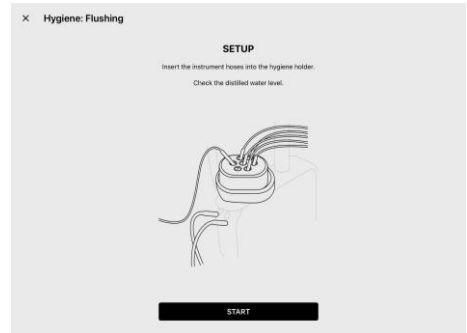 × Hygiene: Flushing
SETUP
Insert the instrument hoses into the hygiene holder.
Check the distilled water level.
START